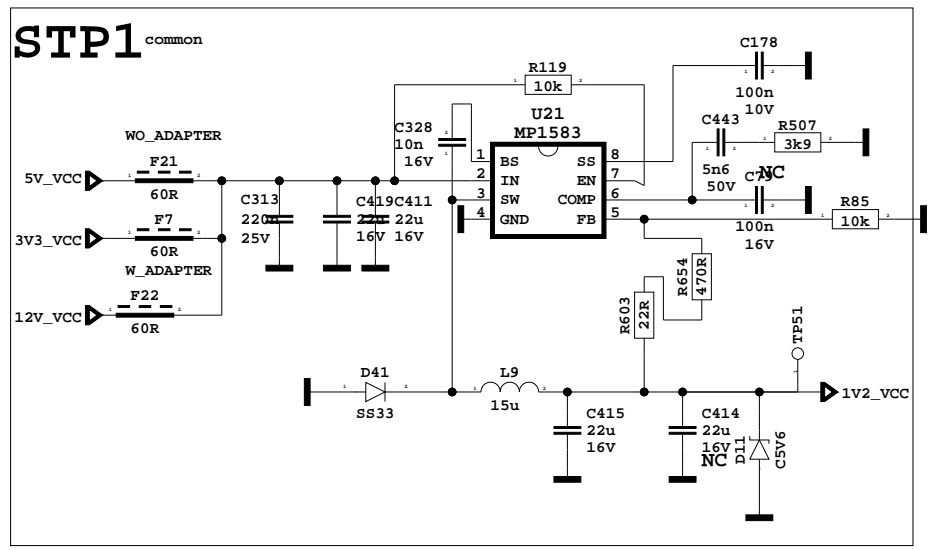 STP1 common
C178
100n
10V
R119
10k
U21
MP1583
C443
5n6
50V
R507
3k9
C328
10n
16V
WO_ADAPTER
F21
60R
5V_VCC
1 BS SS 8
2 IN EN 7
3 SW COMP 6
4 GND FB 5
NC
C79
100n
16V
R85
10k
C313
220n
25V
C419
22u
16V
C411
22u
16V
F7
60R
3V3_VCC
W_ADAPTER
F22
60R
12V_VCC
R654
470R
R603
22R
TP51
D41
SS33
L9
15u
1V2_VCC
C415
22u
16V
C414
22u
16V
NC
D11
C5V6